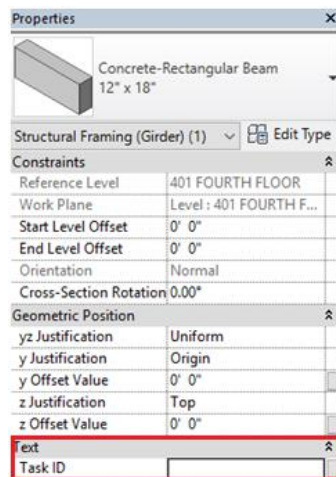 Properties
Concrete-Rectangular Beam
12" x 18"
Structural Framing (Girder) (1) Edit Type
Constraints
Reference Level 401 FOURTH FLOOR
Work Plane Level : 401 FOURTH F...
Start Level Offset 0' 0"
End Level Offset 0' 0"
Orientation Normal
Cross-Section Rotation 0.00°
Geometric Position
yz Justification Uniform
y Justification Origin
y Offset Value 0' 0"
z Justification Top
z Offset Value 0' 0"
Text
Task ID